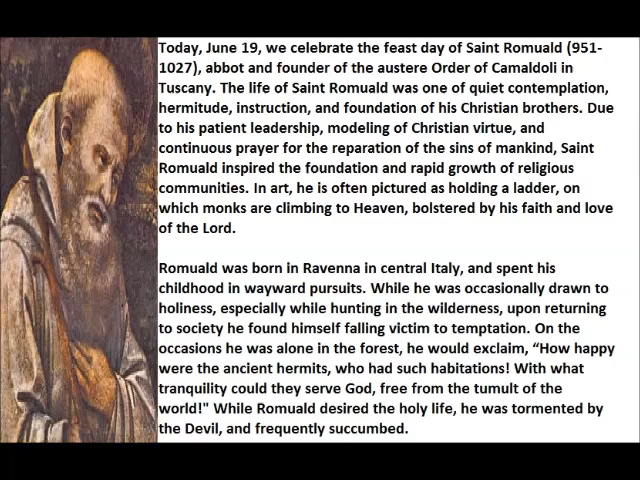 Today, June 19, we celebrate the feast day of Saint Romuald (951-
1027), abbot and founder of the austere Order of Camaldoli in
Tuscany. The life of Saint Romuald was one of quiet contemplation,
hermitude, instruction, and foundation of his Christian brothers. Due
to his patient leadership, modeling of Christian virtue, and
continuous prayer for the reparation of the sins of mankind, Saint
Romuald inspired the foundation and rapid growth of religious
communities. In art, he is often pictured as holding a ladder, on
which monks are climbing to Heaven, bolstered by his faith and love
of the Lord.
Romuald was born in Ravenna in central Italy, and spent his
childhood in wayward pursuits. While he was occasionally drawn to
holiness, especially while hunting in the wilderness, upon returning
to society he found himself falling victim to temptation. On the
occasions he was alone in the forest, he would exclaim, “How happy
were the ancient hermits, who had such habitations! With what
tranquility could they serve God, free from the tumult of the
world!" While Romuald desired the holy life, he was tormented by
the Devil, and frequently succumbed.